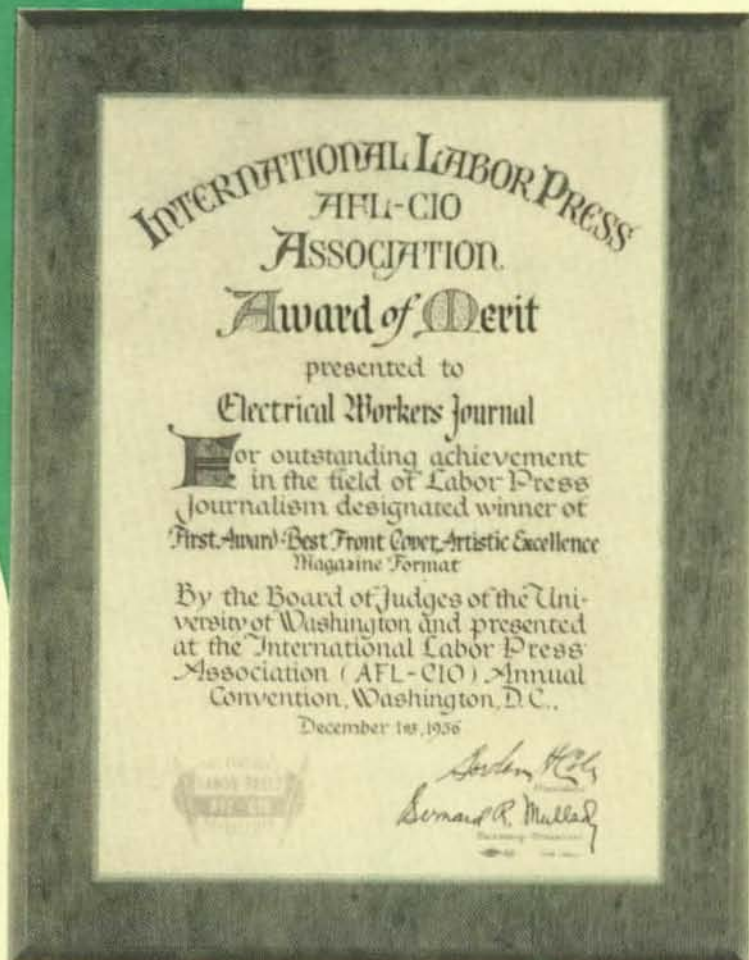 INTERNATIONAL LABOR PRESS
AFL-CIO
ASSOCIATION
Award of Merit
presented to
Electrical Workers Journal
For outstanding achievement
in the field of Labor Press
Journalism designated winner of
First Award-Best Front Cover, Artistic Excellence
Magazine Format
By the Board of Judges of the Uni-
versity of Washington and presented
at the International Labor Press
Association (AFL-CIO) Annual
Convention, Washington, D.C.,
December 1st, 1956
Bernard R. Mullady